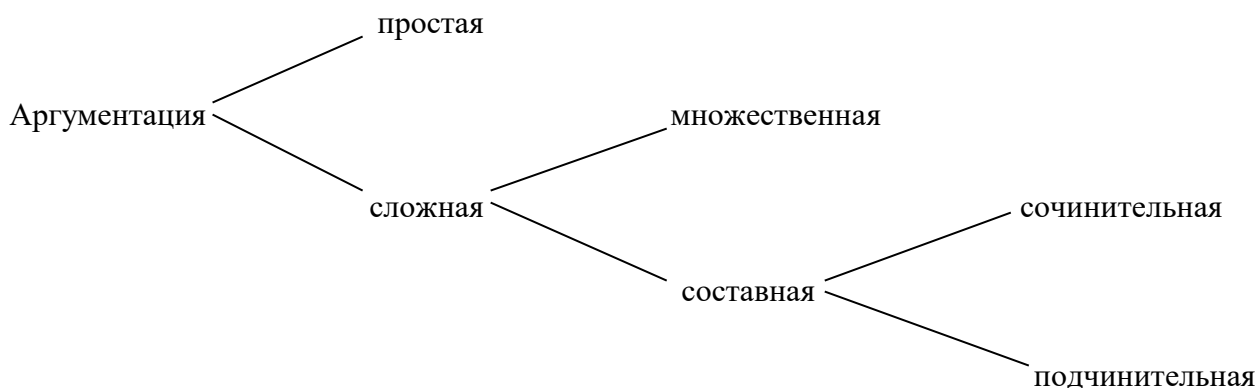 простая
Аргументация
множественная
сложная
сочинительная
составная
подчинительная